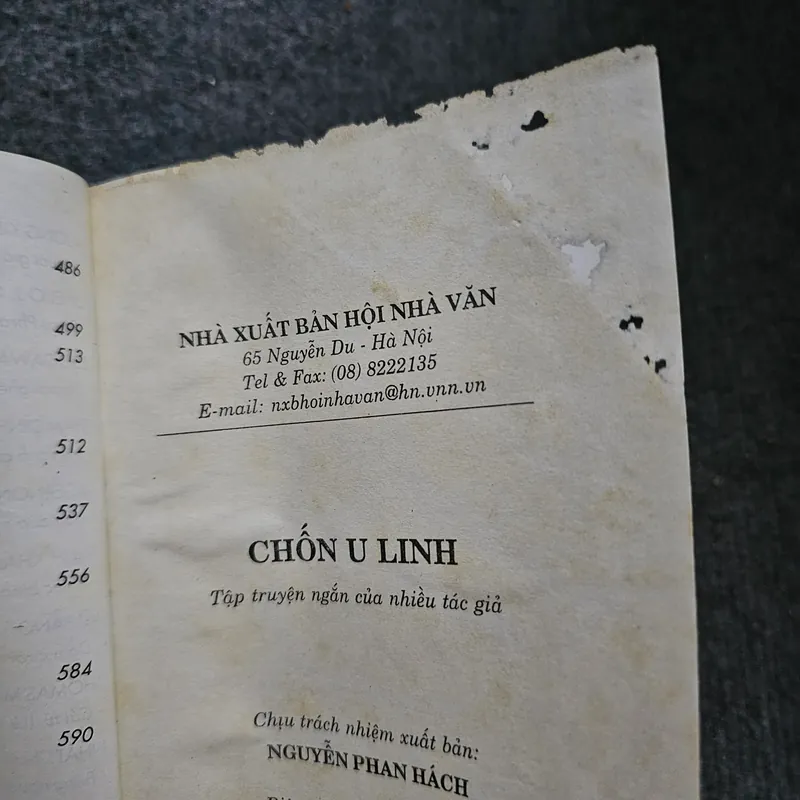 486
499
513
512
537
556
584
590
NHÀ XUẤT BẢN HỘI NHÀ VĂN
65 Nguyễn Du - Hà Nội
Tel & Fax: (08) 8222135
E-mail: nxbhoinhavan@hn.vnn.vn
CHỐN U LINH
Tập truyện ngắn của nhiều tác giả
Chịu trách nhiệm xuất bản:
NGUYỄN PHAN HÁCH